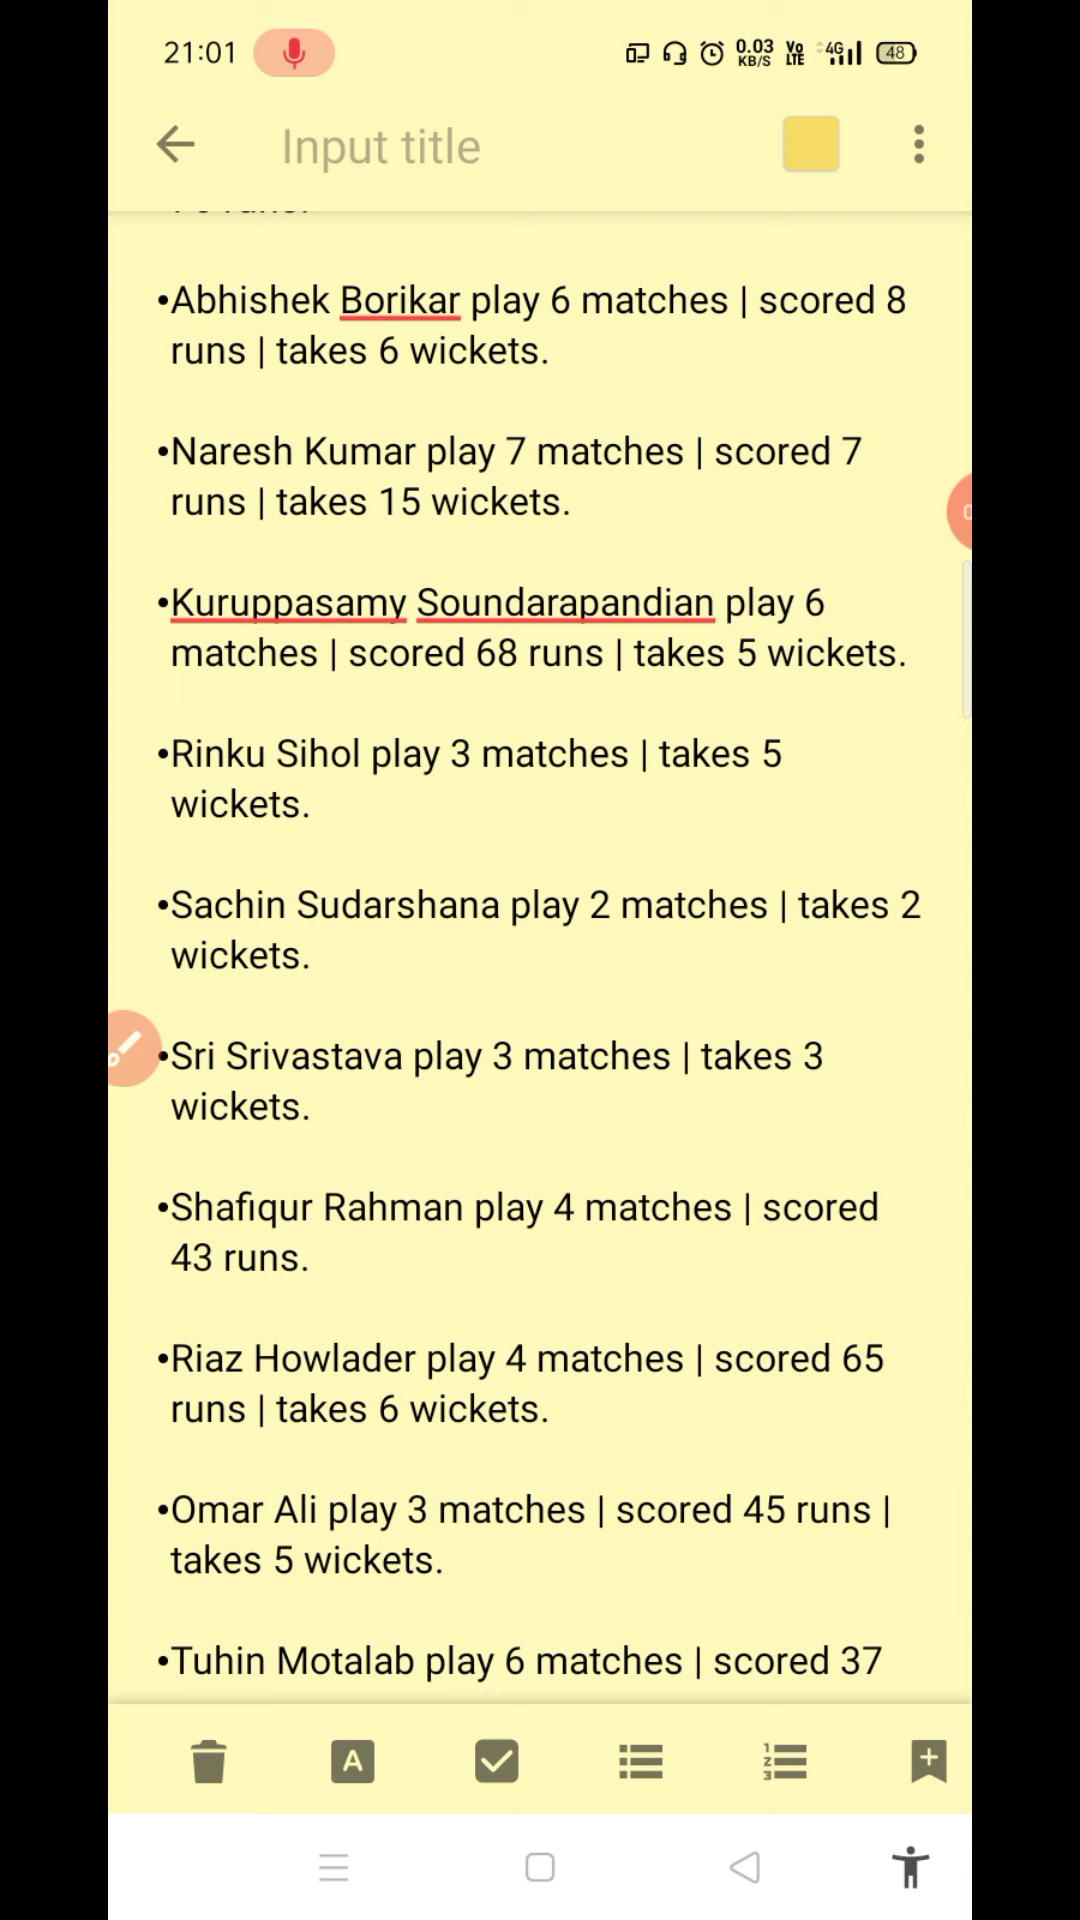 21:01
0.03
KB/S
Vo
LTE
4G
48
Input title
•Abhishek Borikar play 6 matches | scored 8
runs | takes 6 wickets.
•Naresh Kumar play 7 matches | scored 7
runs | takes 15 wickets.
•Kuruppasamy Soundarapandian play 6
matches | scored 68 runs | takes 5 wickets.
•Rinku Sihol play 3 matches | takes 5
wickets.
•Sachin Sudarshana play 2 matches | takes 2
wickets.
•Sri Srivastava play 3 matches | takes 3
wickets.
•Shafiqur Rahman play 4 matches | scored
43 runs.
•Riaz Howlader play 4 matches | scored 65
runs | takes 6 wickets.
•Omar Ali play 3 matches | scored 45 runs |
takes 5 wickets.
•Tuhin Motalab play 6 matches | scored 37